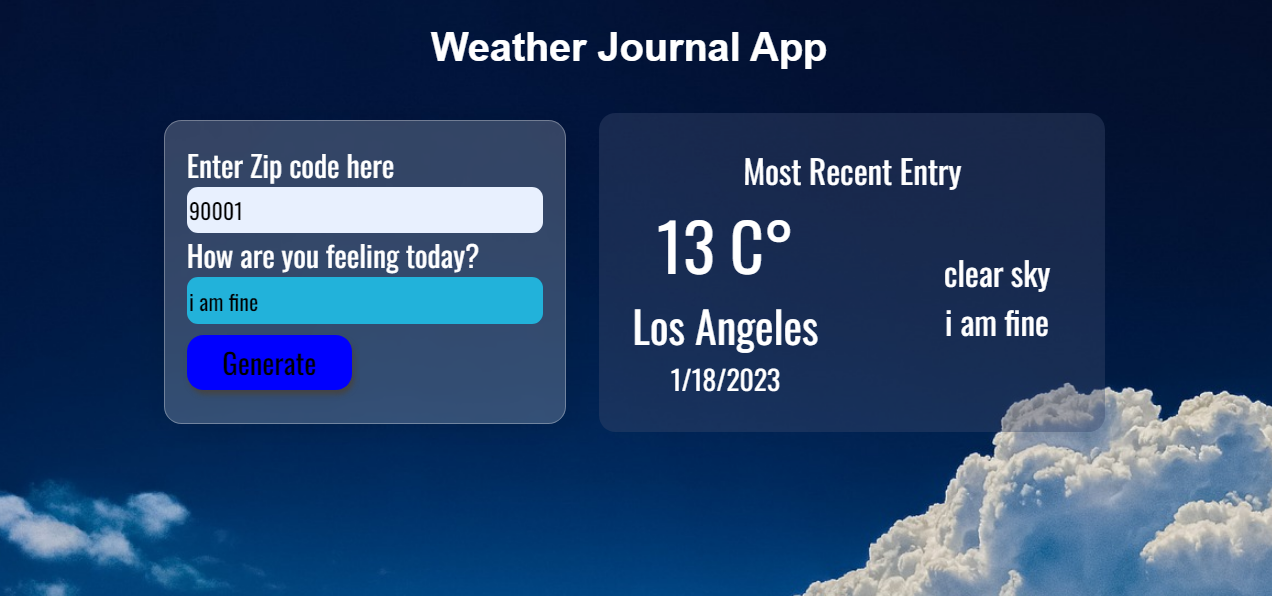 Weather Journal App
Enter Zip code here
90001
How are you feeling today?
i am fine
Generate
Most Recent Entry
13 C°
Los Angeles
1/18/2023
clear sky
i am fine